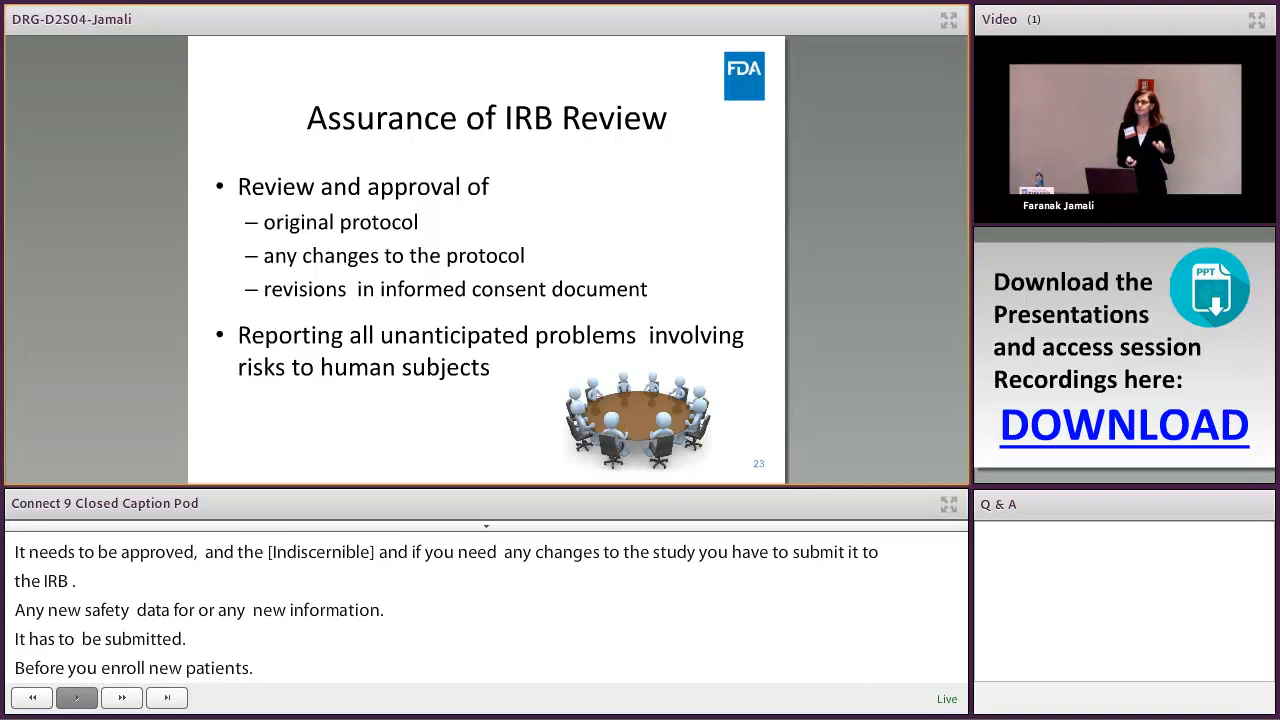 DRG-D2S04-Jamali
FDA
Assurance of IRB Review
• Review and approval of
– original protocol
– any changes to the protocol
– revisions in informed consent document
• Reporting all unanticipated problems involving
risks to human subjects
23
Video (1)
Faranak Jamali
PPT
Download the
Presentations
and access session
Recordings here:
DOWNLOAD
Connect 9 Closed Caption Pod
It needs to be approved, and the [Indiscernible] and if you need any changes to the study you have to submit it to
the IRB .
Any new safety data for or any new information.
It has to be submitted.
Before you enroll new patients.
Live
Q & A